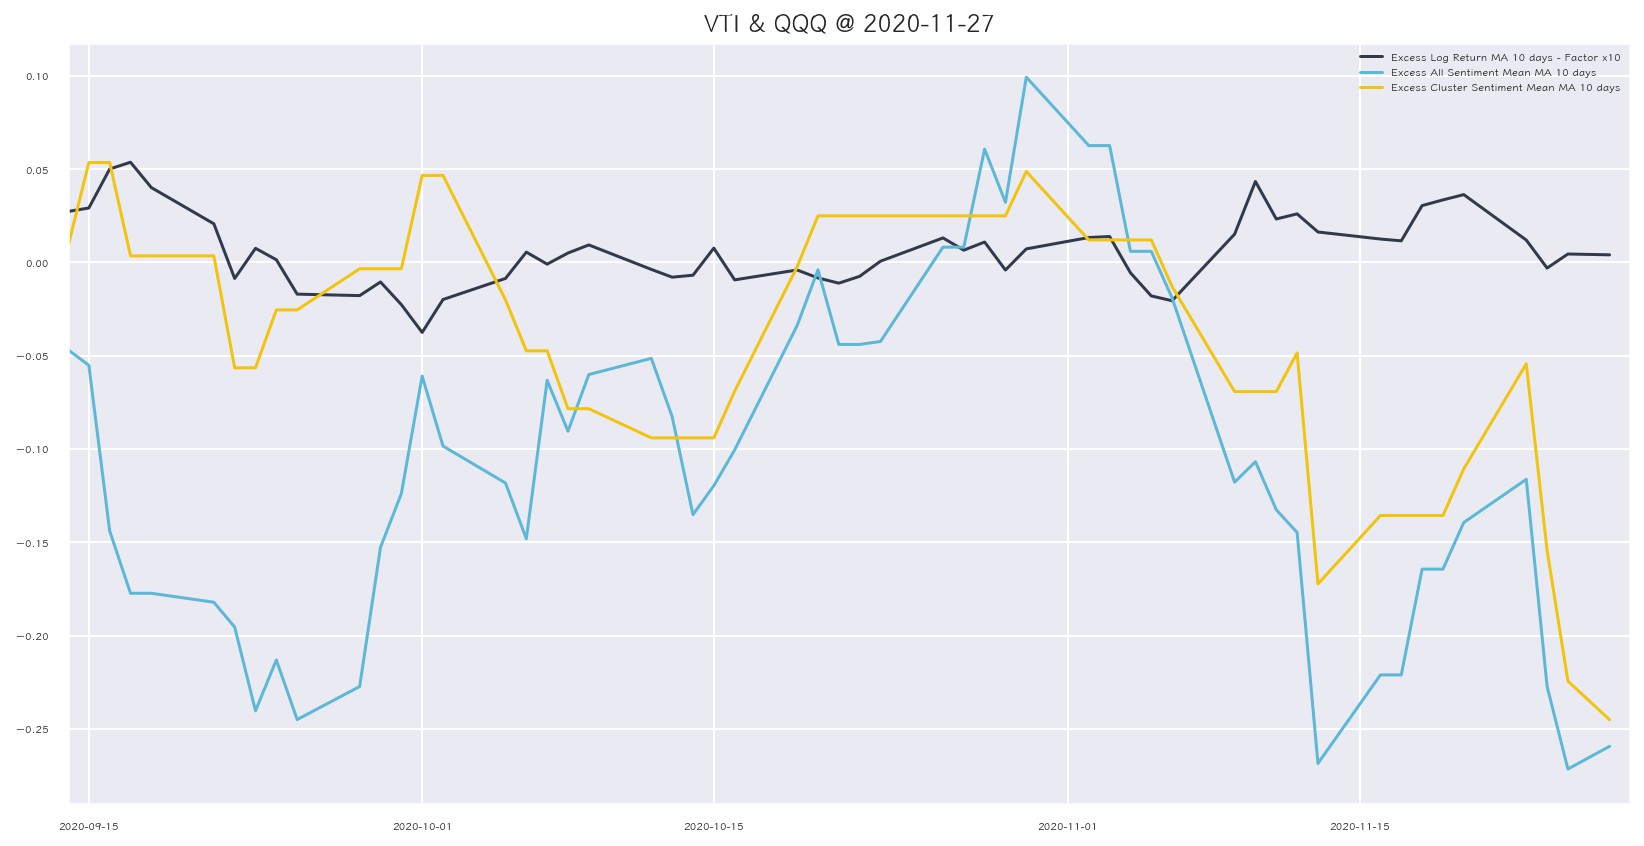 VTI & QQQ @ 2020-11-27
Excess Log Return MA 10 days - Factor x10
Excess All Sentiment Mean MA 10 days
Excess Cluster Sentiment Mean MA 10 days
0.10
0.05
0.00
−0.05
−0.10
−0.15
−0.20
−0.25
2020-09-15 2020-10-01 2020-10-15 2020-11-01 2020-11-15